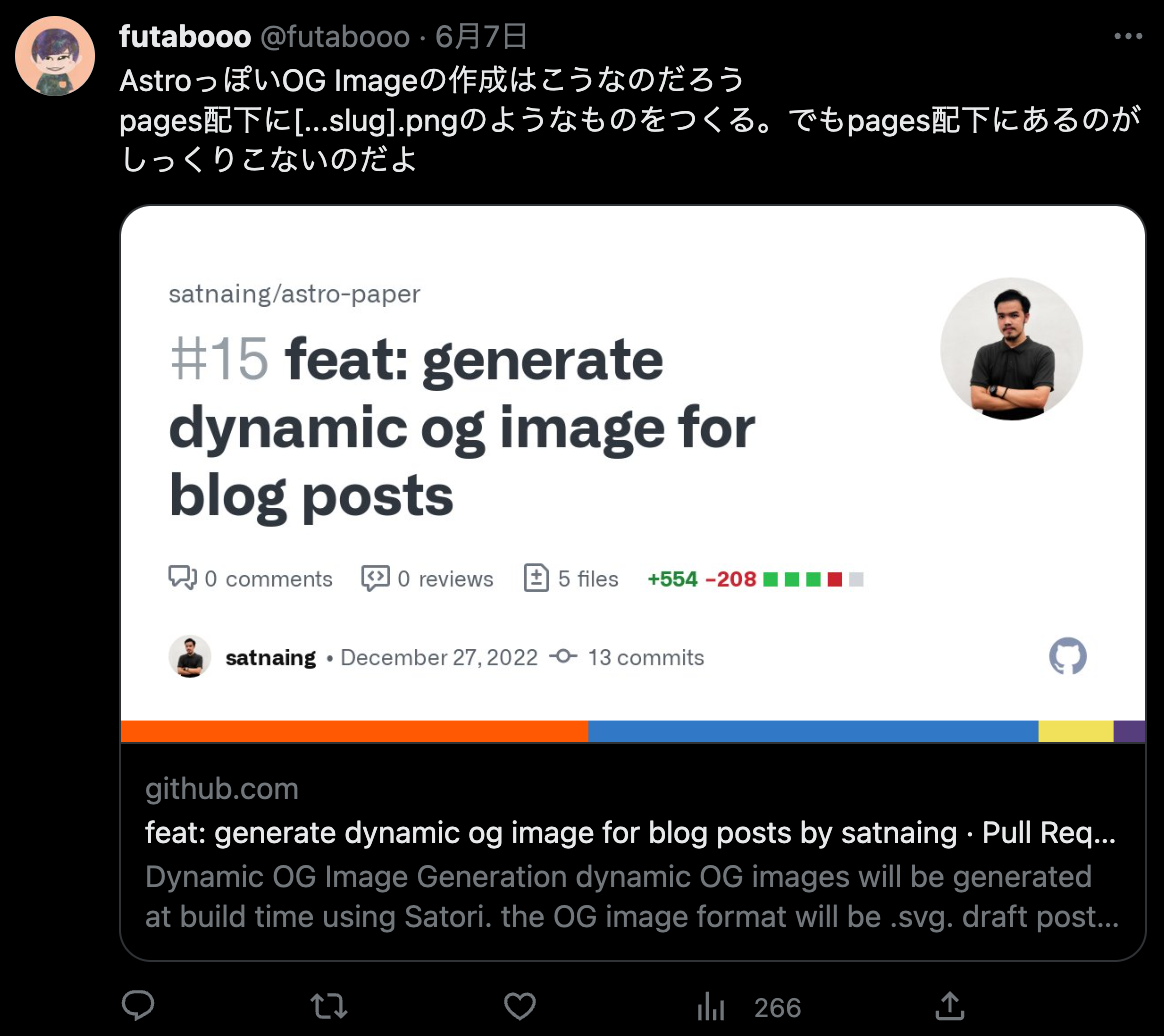 futabooo @futabooo · 6月7日
AstroっぽいOG Imageの作成はこうなのだろう
pages配下に[...slug].pngのようなものをつくる。でもpages配下にあるのが
しっくりこないのだよ
satnaing/astro-paper
#15 feat: generate
dynamic og image for
blog posts
0 comments 0 reviews 5 files +554 −208
satnaing • December 27, 2022 13 commits
github.com
feat: generate dynamic og image for blog posts by satnaing · Pull Req...
Dynamic OG Image Generation dynamic OG images will be generated
at build time using Satori. the OG image format will be .svg. draft post...
266